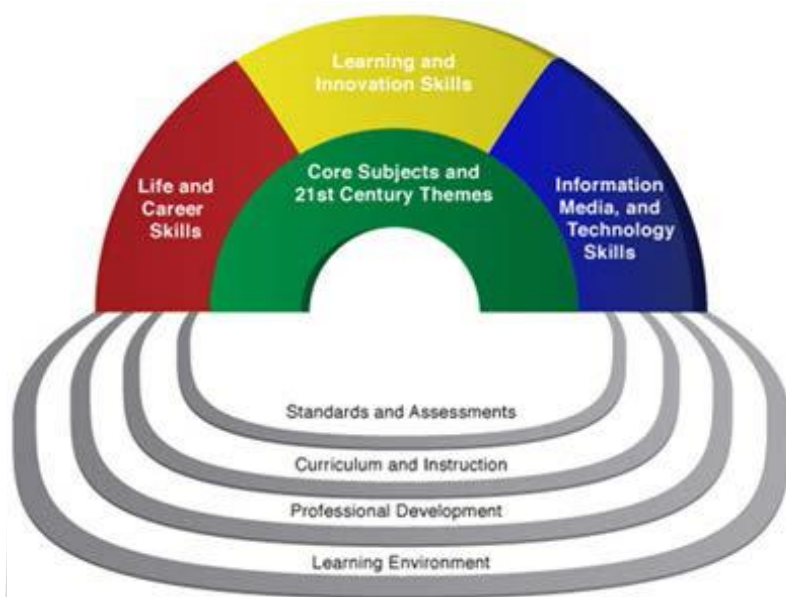 Learning and
Innovation Skills
Life and
Career
Skills
Core Subjects and
21st Century Themes
Information
Media, and
Technology
Skills
Standards and Assessments
Curriculum and Instruction
Professional Development
Learning Environment